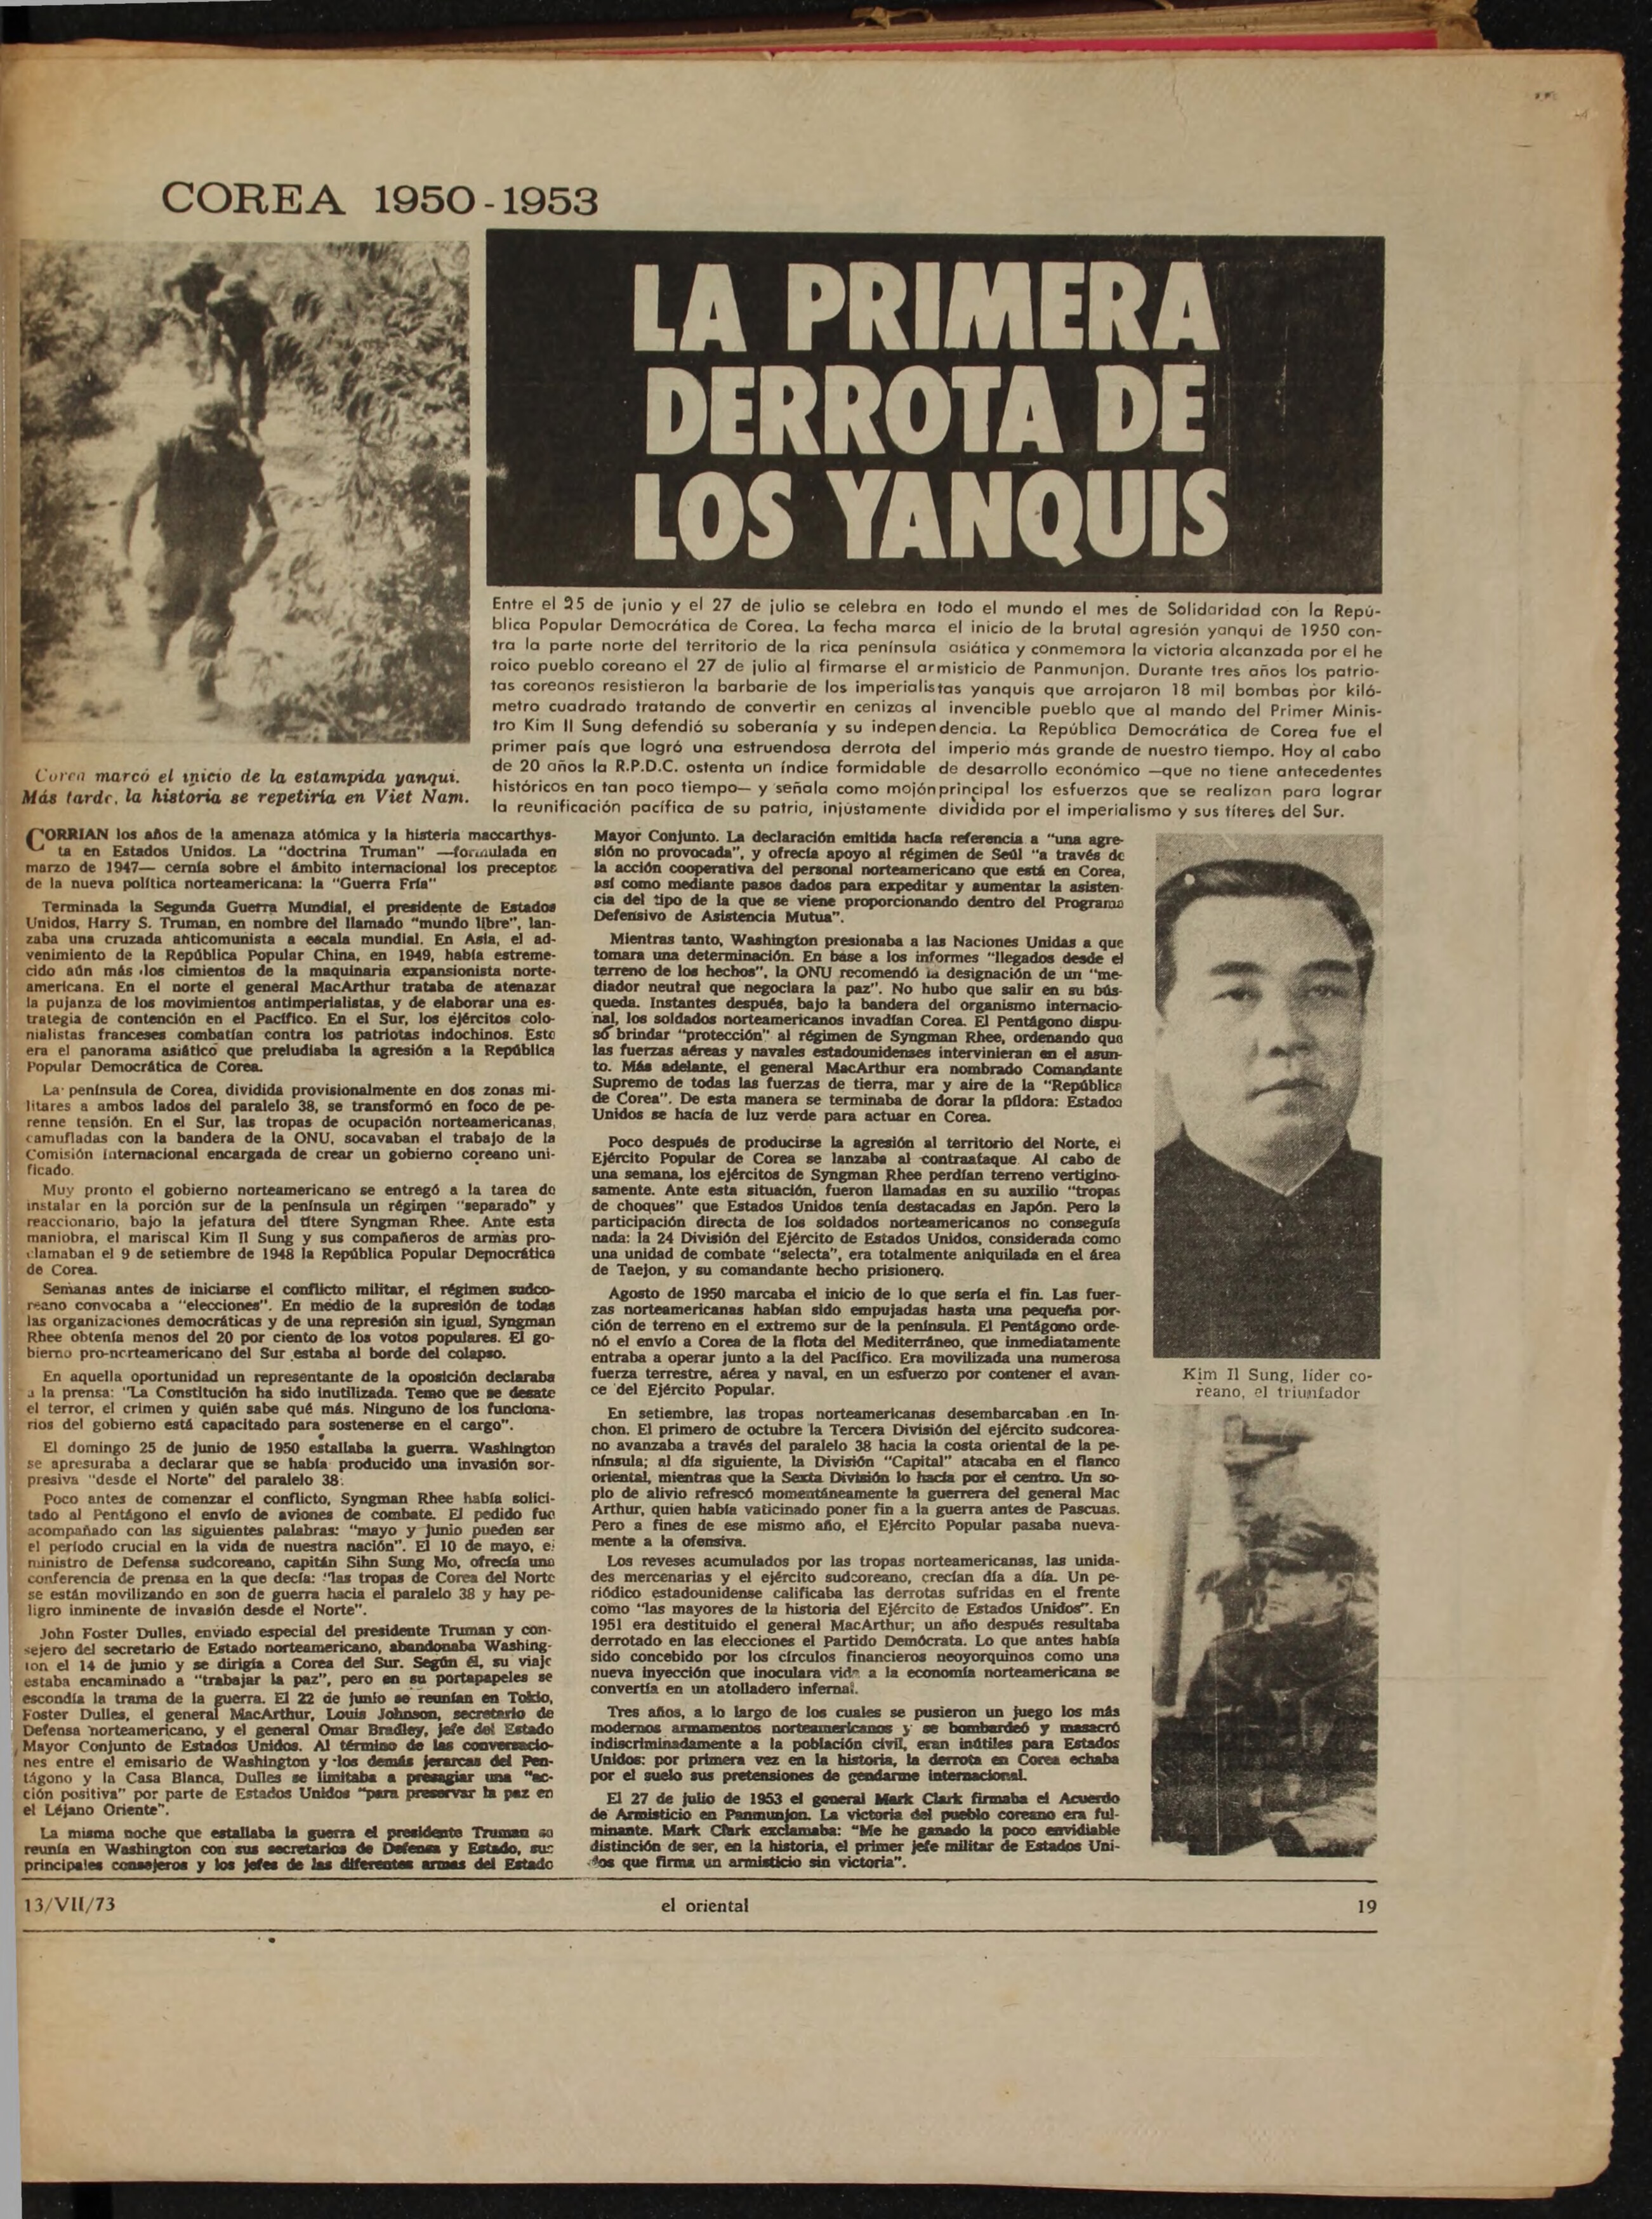 COREA 1950-1953
LA PRIMERA
DERROTA DE
LOS YANQUIS
Entre el 25 de junio y el 27 de julio se celebra en todo el mundo el mes de Solidaridad con la Repú-
blica Popular Democrática de Corea. La fecha marca el inicio de la brutal agresión yanqui de 1950 con-
tra la parte norte del territorio de la rica península asiática y conmemora la victoria alcanzada por el he
roico pueblo coreano el 27 de julio al firmarse el armisticio de Panmunjon. Durante tres años los patrio-
tas coreanos resistieron la barbarie de los imperialistas yanquis que arrojaron 18 mil bombas por kiló-
metro cuadrado tratando de convertir en cenizas al invencible pueblo que al mando del Primer Minis-
tro Kim Il Sung defendió su soberanía y su independencia. La República Democrática de Corea fue el
primer país que logró una estruendosa derrota del imperio más grande de nuestro tiempo. Hoy al cabo
de 20 años la R.P.D.C. ostenta un índice formidable de desarrollo económico —que no tiene antecedentes
históricos en tan poco tiempo— y señala como mojón principal los esfuerzos que se realizan para lograr
la reunificación pacífica de su patria, injustamente dividida por el imperialismo y sus títeres del Sur.
Corea marcó el inicio de la estampida yanqui.
Más tarde, la historia se repetiría en Viet Nam.
CORRIAN los años de la amenaza atómica y la histeria maccarthys-
ta en Estados Unidos. La "doctrina Truman" —formulada en
marzo de 1947— cernía sobre el ámbito internacional los preceptos
de la nueva política norteamericana: la "Guerra Fría"
Terminada la Segunda Guerra Mundial, el presidente de Estados
Unidos, Harry S. Truman, en nombre del llamado "mundo libre", lan-
zaba una cruzada anticomunista a escala mundial. En Asia, el ad-
venimiento de la República Popular China, en 1949, había estreme-
cido aún más los cimientos de la maquinaria expansionista norte-
americana. En el norte el general MacArthur trataba de atenazar
la pujanza de los movimientos antimperialistas, y de elaborar una es-
trategia de contención en el Pacífico. En el Sur, los ejércitos colo-
nialistas franceses combatían contra los patriotas indochinos. Este
era el panorama asiático que preludiaba la agresión a la República
Popular Democrática de Corea.
La península de Corea, dividida provisionalmente en dos zonas mi-
litares a ambos lados del paralelo 38, se transformó en foco de pe-
renne tensión. En el Sur, las tropas de ocupación norteamericanas,
camufladas con la bandera de la ONU, socavaban el trabajo de la
Comisión Internacional encargada de crear un gobierno coreano uni-
ficado.
Muy pronto el gobierno norteamericano se entregó a la tarea de
instalar en la porción sur de la península un régimen "separado" y
reaccionario, bajo la jefatura del títere Syngman Rhee. Ante esta
maniobra, el mariscal Kim Il Sung y sus compañeros de armas pro-
clamaban el 9 de setiembre de 1948 la República Popular Democrática
de Corea.
Semanas antes de iniciarse el conflicto militar, el régimen sudco-
reano convocaba a "elecciones". En medio de la supresión de todas
las organizaciones democráticas y de una represión sin igual, Syngman
Rhee obtenía menos del 20 por ciento de los votos populares. El go-
bierno pro-norteamericano del Sur estaba al borde del colapso.
En aquella oportunidad un representante de la oposición declaraba
a la prensa: "La Constitución ha sido inutilizada. Temo que se desate
el terror, el crimen y quién sabe qué más. Ninguno de los funciona-
rios del gobierno está capacitado para sostenerse en el cargo".
El domingo 25 de junio de 1950 estallaba la guerra. Washington
se apresuraba a declarar que se había producido una invasión sor-
presiva "desde el Norte" del paralelo 38.
Poco antes de comenzar el conflicto, Syngman Rhee había solici-
tado al Pentágono el envío de aviones de combate. El pedido fue
acompañado con las siguientes palabras: "mayo y junio pueden ser
el período crucial en la vida de nuestra nación". El 10 de mayo, el
ministro de Defensa sudcoreano, capitán Sihn Sung Mo, ofrecía una
conferencia de prensa en la que decía: "las tropas de Corea del Norte
se están movilizando en son de guerra hacia el paralelo 38 y hay pe-
ligro inminente de invasión desde el Norte".
John Foster Dulles, enviado especial del presidente Truman y con-
sejero del secretario de Estado norteamericano, abandonaba Washing-
ton el 14 de junio y se dirigía a Corea del Sur. Según él, su viaje
estaba encaminado a "trabajar la paz", pero en su portapapeles se
escondía la trama de la guerra. El 22 de junio se reunían en Tokio,
Foster Dulles, el general MacArthur, Louis Johnson, secretario de
Defensa norteamericano, y el general Omar Bradley, jefe del Estado
Mayor Conjunto de Estados Unidos. Al término de las conversacio-
nes entre el emisario de Washington y los demás jerarcas del Pen-
tágono y la Casa Blanca, Dulles se limitaba a presagiar una "ac-
ción positiva" por parte de Estados Unidos "para preservar la paz en
el Léjano Oriente".
La misma noche que estallaba la guerra el presidente Truman se
reunía en Washington con sus secretarios de Defensa y Estado, sus
principales consejeros y los jefes de las diferentes armas del Estado
Mayor Conjunto. La declaración emitida hacía referencia a "una agre-
sión no provocada", y ofrecía apoyo al régimen de Seúl "a través de
la acción cooperativa del personal norteamericano que está en Corea,
así como mediante pasos dados para expeditar y aumentar la asisten-
cia del tipo de la que se viene proporcionando dentro del Programa
Defensivo de Asistencia Mutua".
Mientras tanto, Washington presionaba a las Naciones Unidas a que
tomara una determinación. En base a los informes "llegados desde el
terreno de los hechos", la ONU recomendó la designación de un "me-
diador neutral que negociara la paz". No hubo que salir en su bús-
queda. Instantes después, bajo la bandera del organismo internacio-
nal, los soldados norteamericanos invadían Corea. El Pentágono dispu-
só brindar "protección" al régimen de Syngman Rhee, ordenando que
las fuerzas aéreas y navales estadounidenses intervinieran en el asun-
to. Más adelante, el general MacArthur era nombrado Comandante
Supremo de todas las fuerzas de tierra, mar y aire de la "República
de Corea". De esta manera se terminaba de dorar la píldora: Estados
Unidos se hacía de luz verde para actuar en Corea.
Poco después de producirse la agresión al territorio del Norte, el
Ejército Popular de Corea se lanzaba al contraataque. Al cabo de
una semana, los ejércitos de Syngman Rhee perdían terreno vertigino-
samente. Ante esta situación, fueron llamadas en su auxilio "tropas
de choques" que Estados Unidos tenía destacadas en Japón. Pero la
participación directa de los soldados norteamericanos no conseguía
nada: la 24 División del Ejército de Estados Unidos, considerada como
una unidad de combate "selecta", era totalmente aniquilada en el área
de Taejon, y su comandante hecho prisionero.
Agosto de 1950 marcaba el inicio de lo que sería el fin. Las fuer-
zas norteamericanas habían sido empujadas hasta una pequeña por-
ción de terreno en el extremo sur de la península. El Pentágono orde-
nó el envío a Corea de la flota del Mediterráneo, que inmediatamente
entraba a operar junto a la del Pacífico. Era movilizada una numerosa
fuerza terrestre, aérea y naval, en un esfuerzo por contener el avan-
ce del Ejército Popular.
En setiembre, las tropas norteamericanas desembarcaban en In-
chon. El primero de octubre la Tercera División del ejército sudcorea-
no avanzaba a través del paralelo 38 hacia la costa oriental de la pe-
nínsula; al día siguiente, la División "Capital" atacaba en el flanco
oriental, mientras que la Sexta División lo hacía por el centro. Un so-
plo de alivio refrescó momentáneamente la guerrera del general Mac
Arthur, quien había vaticinado poner fin a la guerra antes de Pascuas.
Pero a fines de ese mismo año, el Ejército Popular pasaba nueva-
mente a la ofensiva.
Los reveses acumulados por las tropas norteamericanas, las unida-
des mercenarias y el ejército sudcoreano, crecían día a día. Un pe-
riódico estadounidense calificaba las derrotas sufridas en el frente
como "las mayores de la historia del Ejército de Estados Unidos". En
1951 era destituido el general MacArthur; un año después resultaba
derrotado en las elecciones el Partido Demócrata. Lo que antes había
sido concebido por los círculos financieros neoyorquinos como una
nueva inyección que inoculara vida a la economía norteamericana se
convertía en un atolladero infernal.
Tres años, a lo largo de los cuales se pusieron un juego los más
modernos armamentos norteamericanos y se bombardeó y masacró
indiscriminadamente a la población civil, eran inútiles para Estados
Unidos: por primera vez en la historia, la derrota en Corea echaba
por el suelo sus pretensiones de gendarme internacional.
El 27 de julio de 1953 el general Mark Clark firmaba el Acuerdo
de Armisticio en Panmunjon. La victoria del pueblo coreano era ful-
minante. Mark Clark exclamaba: "Me he ganado la poco envidiable
distinción de ser, en la historia, el primer jefe militar de Estados Uni-
dos que firma un armisticio sin victoria".
Kim Il Sung, líder co-
reano, el triunfador
13/VII/73
el oriental
19